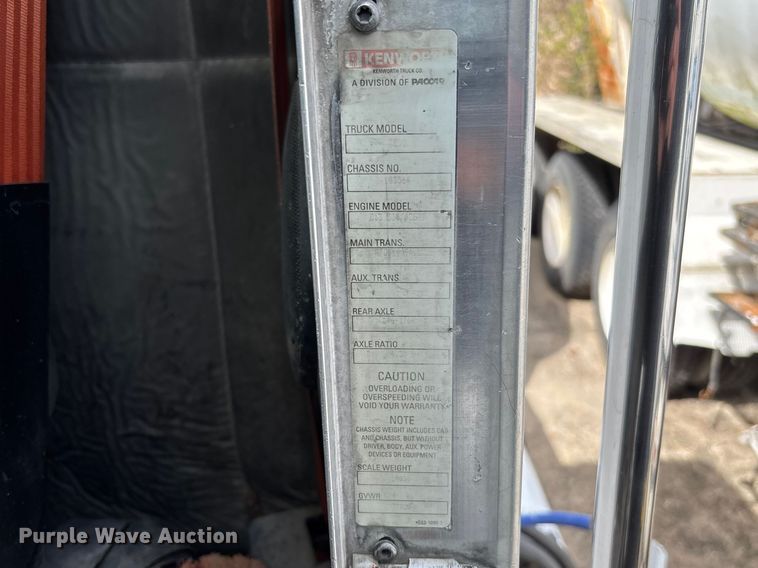 KENWORTH
KENWORTH TRUCK CO.
A DIVISION OF PACCAR
TRUCK MODEL
CHASSIS NO.
ENGINE MODEL
MAIN TRANS.
AUX. TRANS
REAR AXLE
AXLE RATIO
CAUTION
OVERLOADING OR
OVERSPEEDING WILL
VOID YOUR WARRANTY
NOTE
CHASSIS WEIGHT INCLUDES CAB
AND CHASSIS, BUT WITHOUT
DRIVER, BODY, AUX. POWER
DEVICES OR EQUIPMENT
SCALE WEIGHT
GVWR
Purple Wave Auction